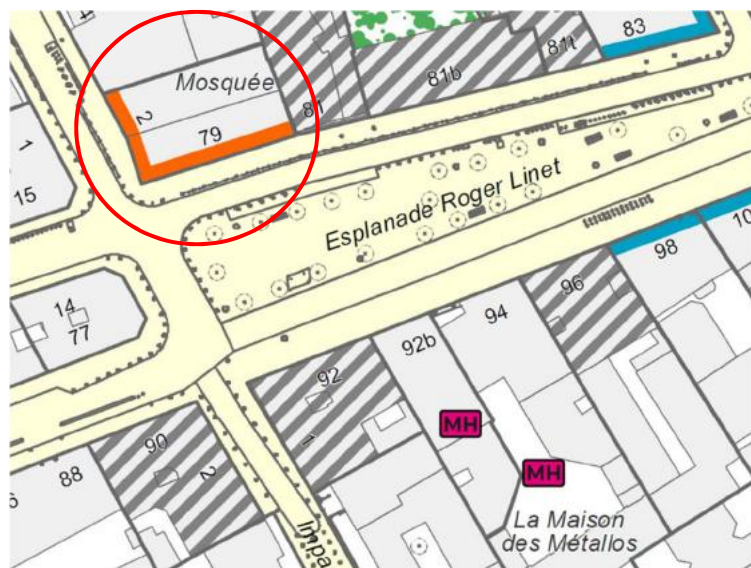 83
81t
81b
81
Mosquée
2
79
1
15
Esplanade Roger Linet
14
77
98
10
96
94
92b
92
1
90
2
88
MH
MH
Impa
La Maison
des Métallos